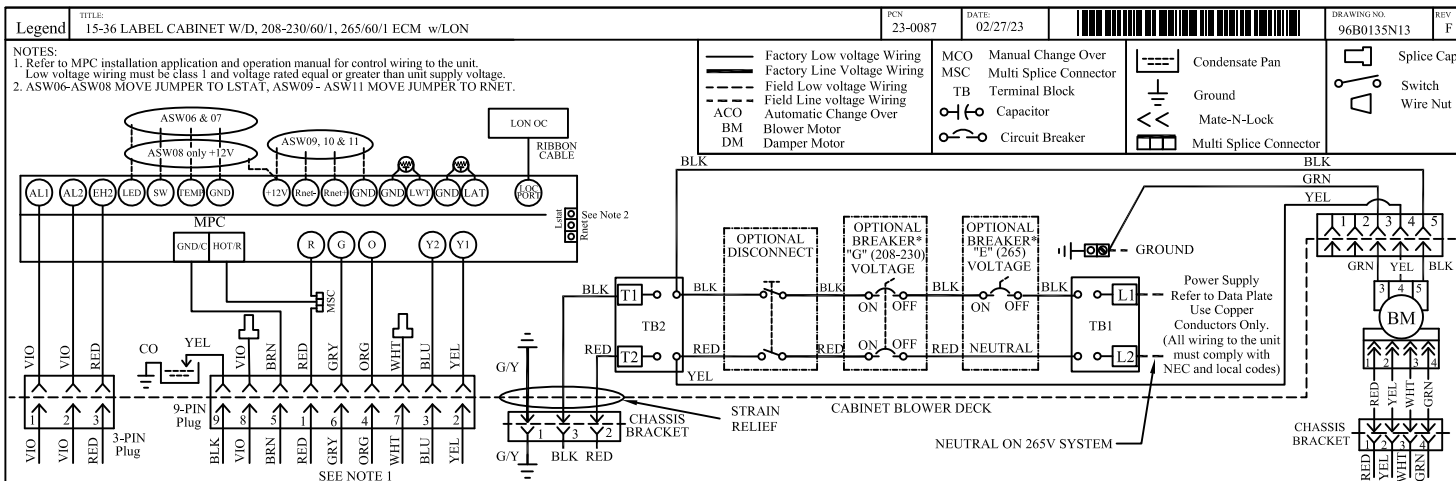 Legend
TITLE:
15-36 LABEL CABINET W/D, 208-230/60/1, 265/60/1 ECM w/LON
PCN
23-0087
DATE:
02/27/23
DRAWING NO.
96B0135N13
REV
F
NOTES:
1. Refer to MPC installation application and operation manual for control wiring to the unit.
Low voltage wiring must be class 1 and voltage rated equal or greater than unit supply voltage.
2. ASW06-ASW08 MOVE JUMPER TO LSTAT, ASW09 - ASW11 MOVE JUMPER TO RNET.
Factory Low voltage Wiring
Factory Line Voltage Wiring
Field Low voltage Wiring
Field Line voltage Wiring
ACO Automatic Change Over
BM Blower Motor
DM Damper Motor
MCO Manual Change Over
MSC Multi Splice Connector
TB Terminal Block
Capacitor
Circuit Breaker
Condensate Pan
Ground
Mate-N-Lock
Multi Splice Connector
Splice Cap
Switch
Wire Nut
ASW06 & 07
ASW08 only +12V
ASW09, 10 & 11
LON OC
RIBBON
CABLE
AL1 AL2 EH2 LED SW TEMP GND +12V Rnet- Rnet+ GND GND LWT GND LAT LOC
PORT
MPC
GND/C HOT/R
R G O Y2 Y1
Lstat
Rnet
See Note 2
MSC
VIO VIO RED
CO YEL
VIO BRN RED GRY ORG WHT BLU YEL
1 2 3
3-PIN
Plug
VIO VIO RED
9-PIN
Plug
9 8 5 1 6 4 7 3 2
BLK VIO BRN RED GRY ORG WHT BLU YEL
SEE NOTE 1
G/Y
1 3 2
CHASSIS
BRACKET
G/Y BLK RED
STRAIN
RELIEF
BLK
RED
T1
TB2
T2
BLK
RED
YEL
OPTIONAL
DISCONNECT
BLK
RED
OPTIONAL
BREAKER*
"G" (208-230)
VOLTAGE
ON OFF
ON OFF
BLK
RED
OPTIONAL
BREAKER*
"E" (265)
VOLTAGE
ON OFF
NEUTRAL
BLK
L1
TB1
L2
GROUND
Power Supply
Refer to Data Plate
Use Copper
Conductors Only.
(All wiring to the unit
must comply with
NEC and local codes)
CABINET BLOWER DECK
NEUTRAL ON 265V SYSTEM
BLK
BLK
GRN
YEL
1 2 3 4 5
GRN YEL BLK
3 4 5
BM
1 2 3 4
RED YEL WHT GRN
CHASSIS
BRACKET
1 2 3 4
RED YEL WHT GRN